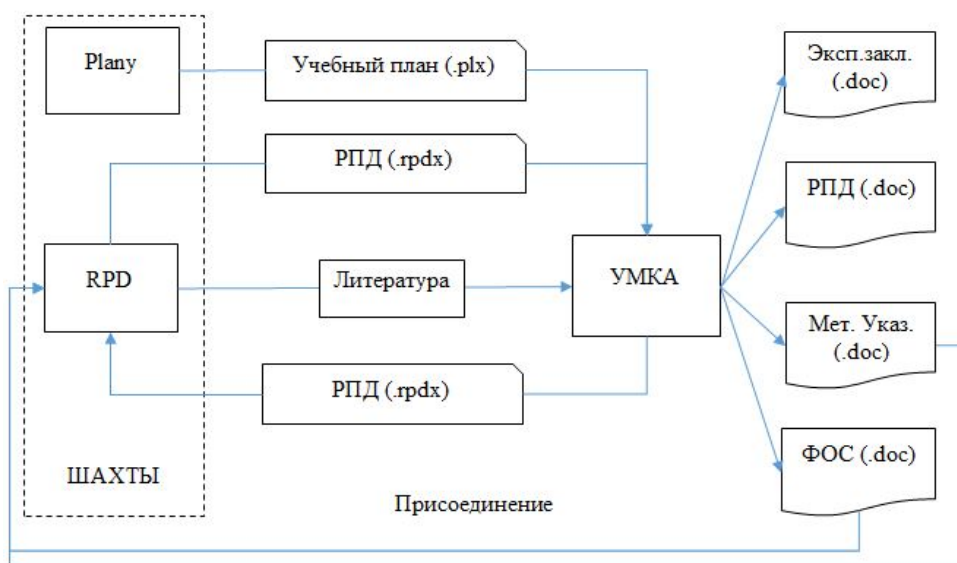 Plany
Учебный план (.plx)
Эксп.закл.
(.doc)
РПД (.rpdx)
РПД (.doc)
RPD
Литература
УМКА
Мет. Указ.
(.doc)
РПД (.rpdx)
ФОС (.doc)
ШАХТЫ
Присоединение